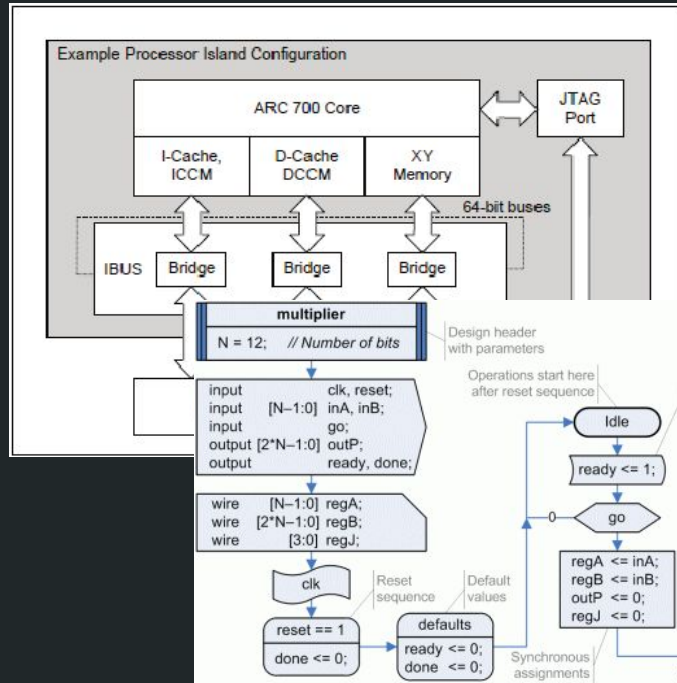 Example Processor Island Configuration
ARC 700 Core
JTAG
Port
I-Cache,
ICCM
D-Cache
DCCM
XY
Memory
64-biit buses
IBUS
Bridge
Bridge
Bridge
multiplier
N = 12; // Number of bits
Design header
with parameters
input clk, reset;
input [N–1:0] inA, inB;
input go;
output [2*N–1:0] outP;
output ready, done;
wire [N–1:0] regA;
wire [2*N–1:0] regB;
wire [3:0] regJ;
clk
Reset
sequence
reset == 1
done <= 0;
Default
values
defaults
ready <= 0;
done <= 0;
Operations start here
after reset sequence
Idle
ready <= 1;
0
go
regA <= inA;
regB <= inB;
outP <= 0;
regJ <= 0;
Synchronous
assignments